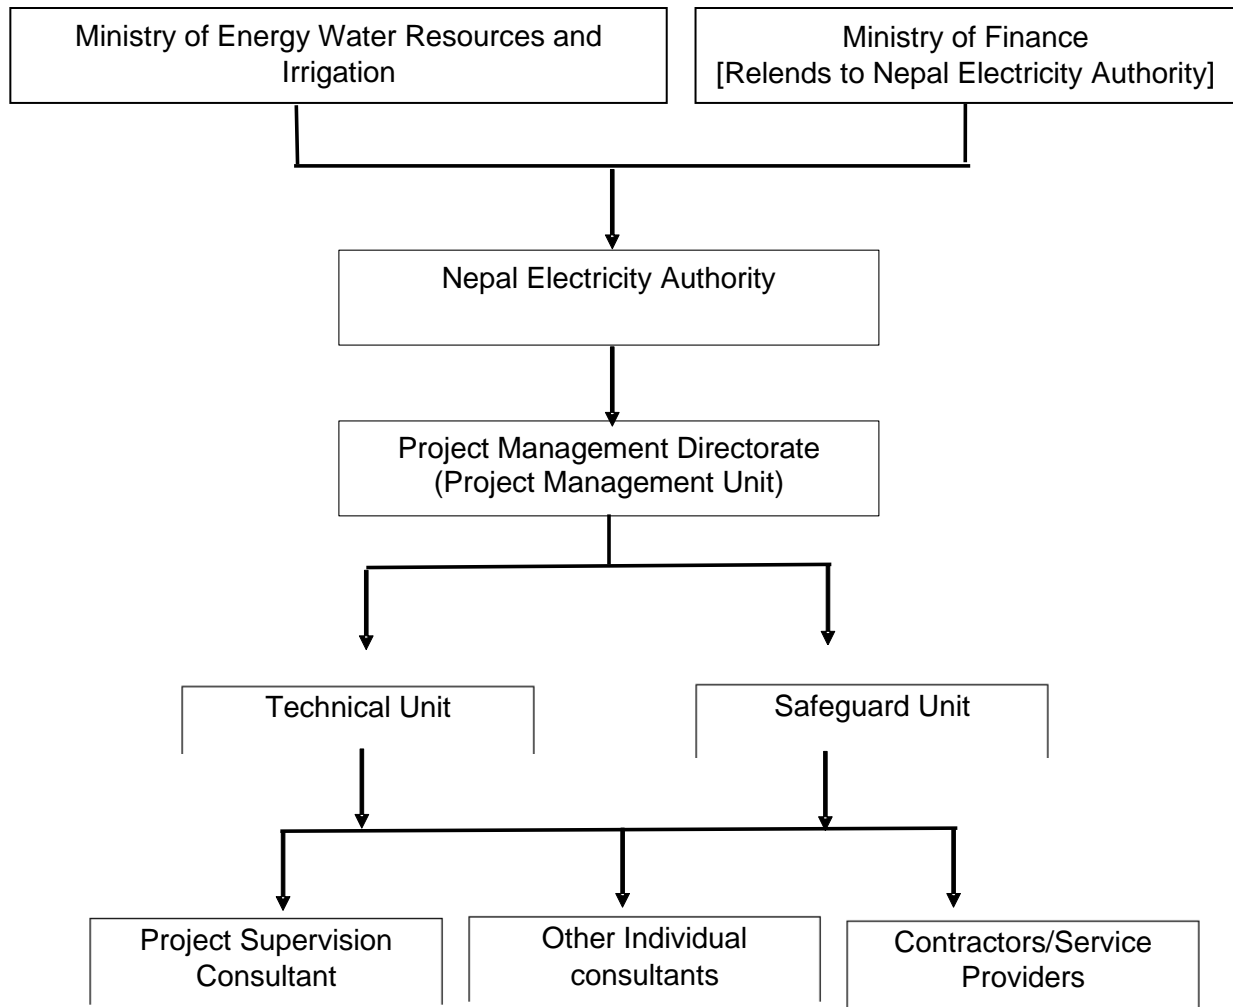 Ministry of Energy Water Resources and
Irrigation
Ministry of Finance
[Relends to Nepal Electricity Authority]
Nepal Electricity Authority
Project Management Directorate
(Project Management Unit)
Technical Unit
Safeguard Unit
Project Supervision
Consultant
Other Individual
consultants
Contractors/Service
Providers